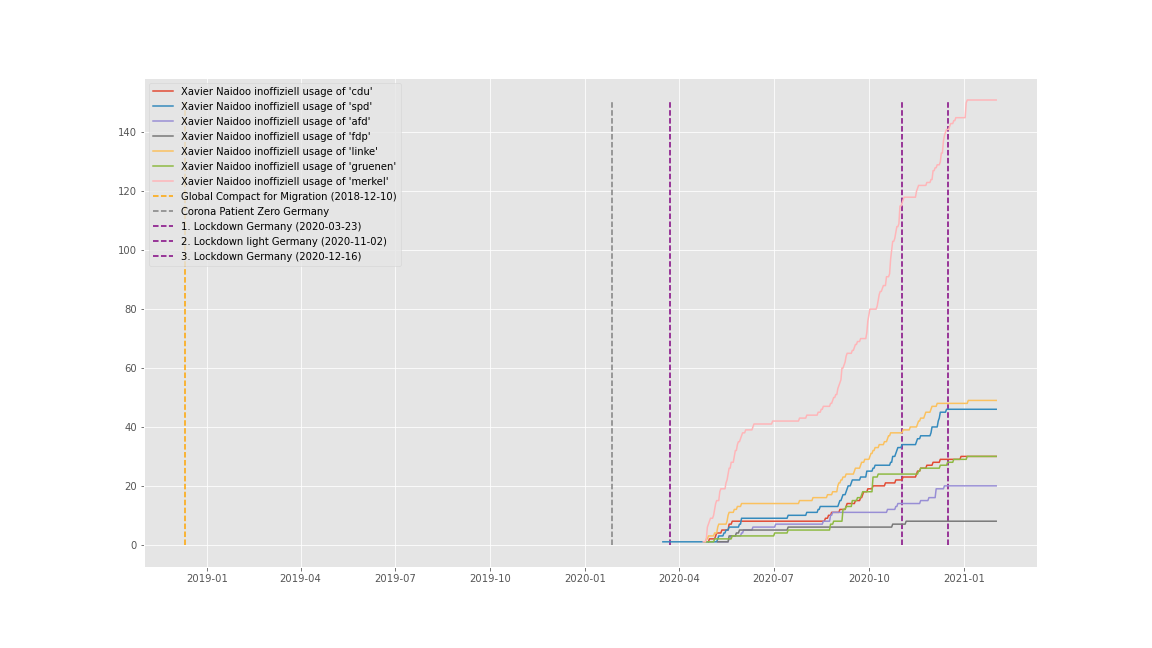 Xavier Naidoo inoffiziell usage of 'cdu'
Xavier Naidoo inoffiziell usage of 'spd'
Xavier Naidoo inoffiziell usage of 'afd'
Xavier Naidoo inoffiziell usage of 'fdp'
Xavier Naidoo inoffiziell usage of 'linke'
Xavier Naidoo inoffiziell usage of 'gruenen'
Xavier Naidoo inoffiziell usage of 'merkel'
Global Compact for Migration (2018-12-10)
Corona Patient Zero Germany
1. Lockdown Germany (2020-03-23)
2. Lockdown light Germany (2020-11-02)
3. Lockdown Germany (2020-12-16)
140
120
100
80
60
40
20
0
2019-01 2019-04 2019-07 2019-10 2020-01 2020-04 2020-07 2020-10 2021-01